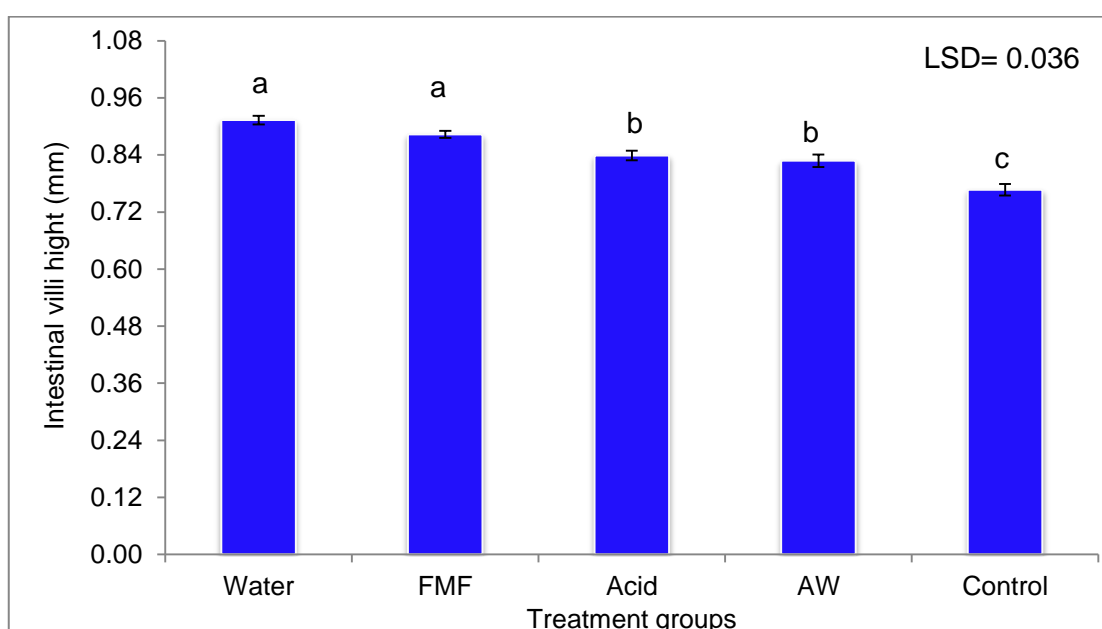 LSD= 0.036
1.08
0.96
0.84
0.72
0.60
0.48
0.36
0.24
0.12
0.00
Intestinal villi hight (mm)
a
a
b
b
c
Water
FMF
Acid
AW
Control
Treatment groups